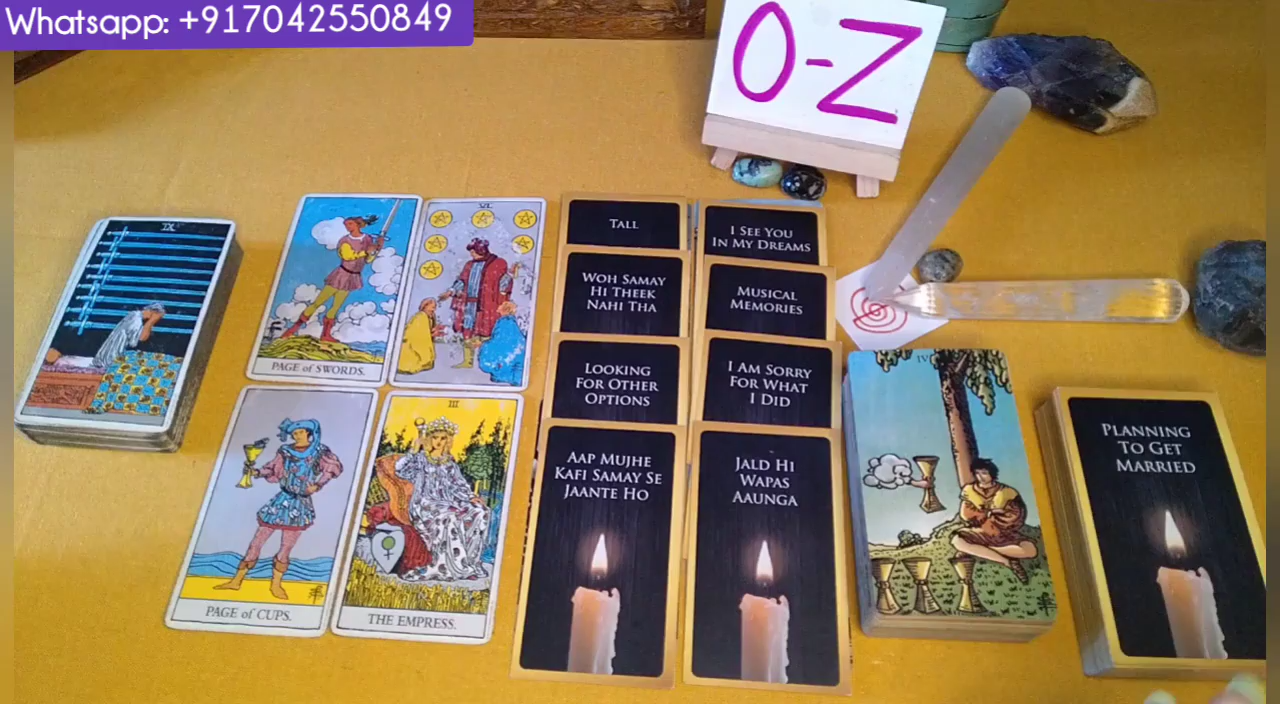 Whatsapp: +917042550849
O-Z
IX
PAGE of SWORDS.
VI
PAGE of CUPS.
III
THE EMPRESS.
TALL
WOH SAMAY
HI THEEK
NAHI THA
LOOKING
FOR OTHER
OPTIONS
AAP MUJHE
KAFI SAMAY SE
JAANTE HO
I SEE YOU
IN MY DREAMS
MUSICAL
MEMORIES
I AM SORRY
FOR WHAT
I DID
JALD HI
WAPAS
AAUNGA
IV
PLANNING
TO GET
MARRIED